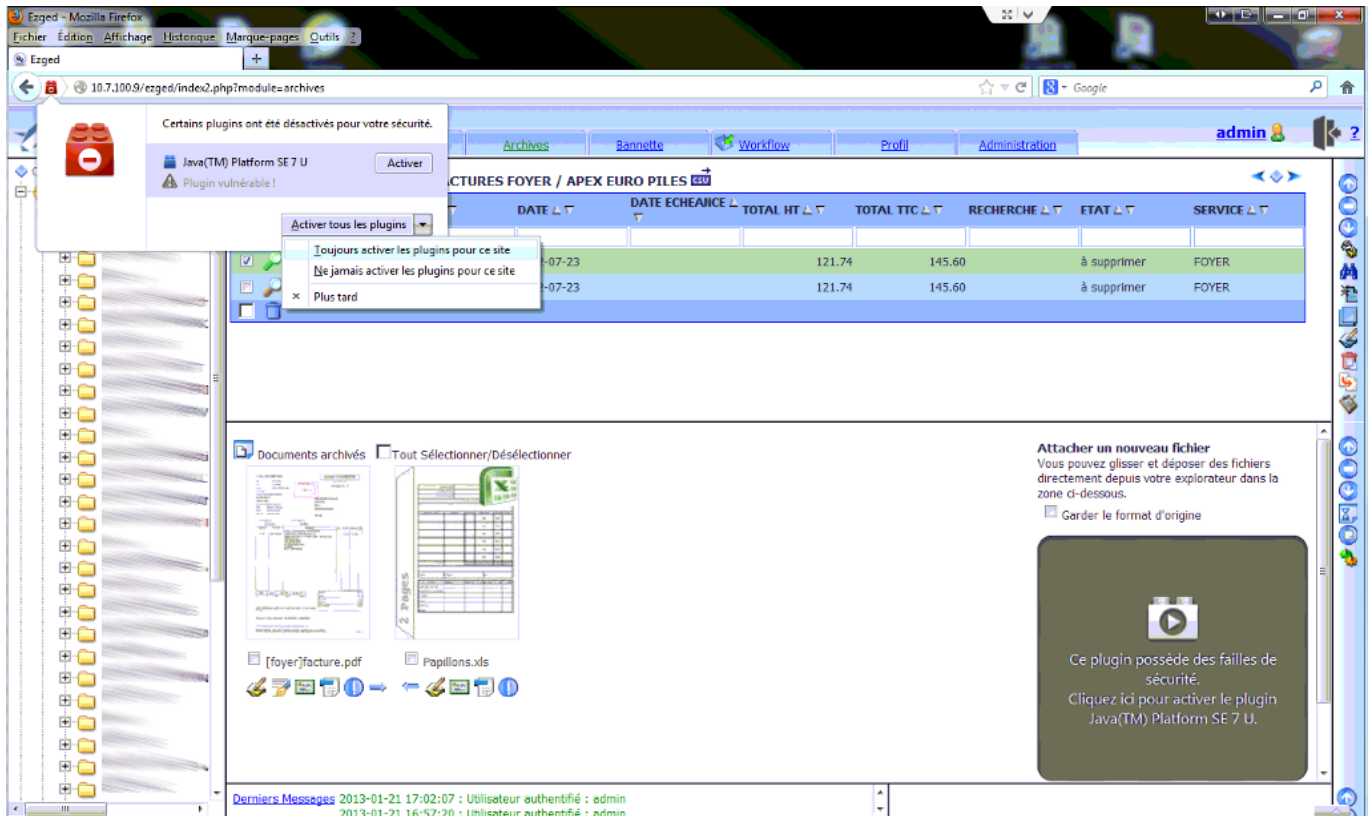 Ezged - Mozilla Firefox
Fichier Édition Affichage Historique Marque-pages Outils ?
Ezged
10.7.100.9/ezged/index2.php?module=archives
Google
Certains plugins ont été désactivés pour votre sécurité.
Java(TM) Platform SE 7 U
Activer
Plugin vulnérable !
Activer tous les plugins
Toujours activer les plugins pour ce site
Ne jamais activer les plugins pour ce site
× Plus tard
Archives Bannette Workflow Profil Administration
admin ?
ACTURES FOYER / APEX EURO PILES CSV
DATE DATE ECHEANCE TOTAL HT TOTAL TTC RECHERCHE ETAT SERVICE
-07-23 121.74 145.60 à supprimer FOYER
-07-23 121.74 145.60 à supprimer FOYER
Documents archivés Tout Sélectionner/Désélectionner
2 Pages
[foyer]facture.pdf Papillons.xls
Attacher un nouveau fichier
Vous pouvez glisser et déposer des fichiers
directement depuis votre explorateur dans la
zone ci-dessous.
Garder le format d'origine
Ce plugin possède des failles de
sécurité.
Cliquez ici pour activer le plugin
Java(TM) Platform SE 7 U.
Derniers Messages 2013-01-21 17:02:07 : Utilisateur authentifié : admin
2013-01-21 16:57:20 : Utilisateur authentifié : admin